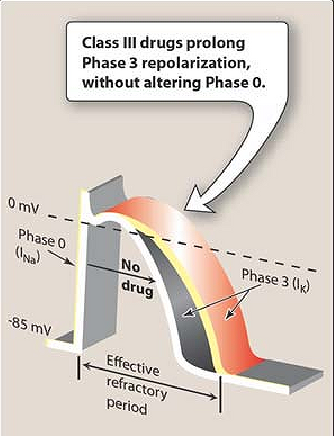 Class III drugs prolong
Phase 3 repolarization,
without altering Phase 0.
0 mV
Phase 0
(INa)
No
drug
Phase 3 (IK)
-85 mV
Effective
refractory
period